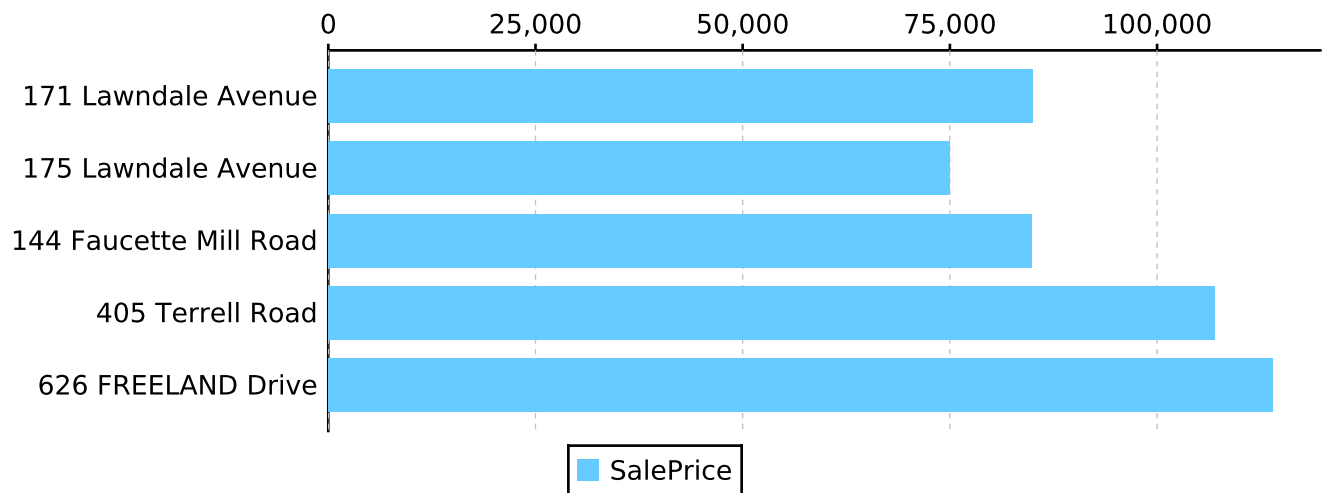 0 25,000 50,000 75,000 100,000
171 Lawndale Avenue
175 Lawndale Avenue
144 Faucette Mill Road
405 Terrell Road
626 FREELAND Drive
SalePrice